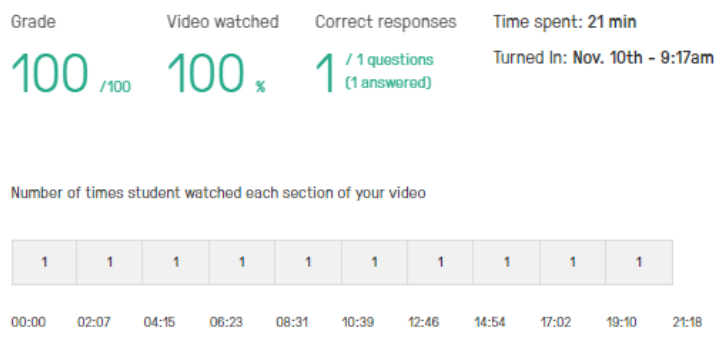 Grade
100 /100
Video watched
100 %
Correct responses
1 / 1 questions
(1 answered)
Time spent: 21 min
Turned In: Nov. 10th - 9:17am
Number of times student watched each section of your video
1 1 1 1 1 1 1 1 1 1
00:00 02:07 04:15 06:23 08:31 10:39 12:46 14:54 17:02 19:10 21:18